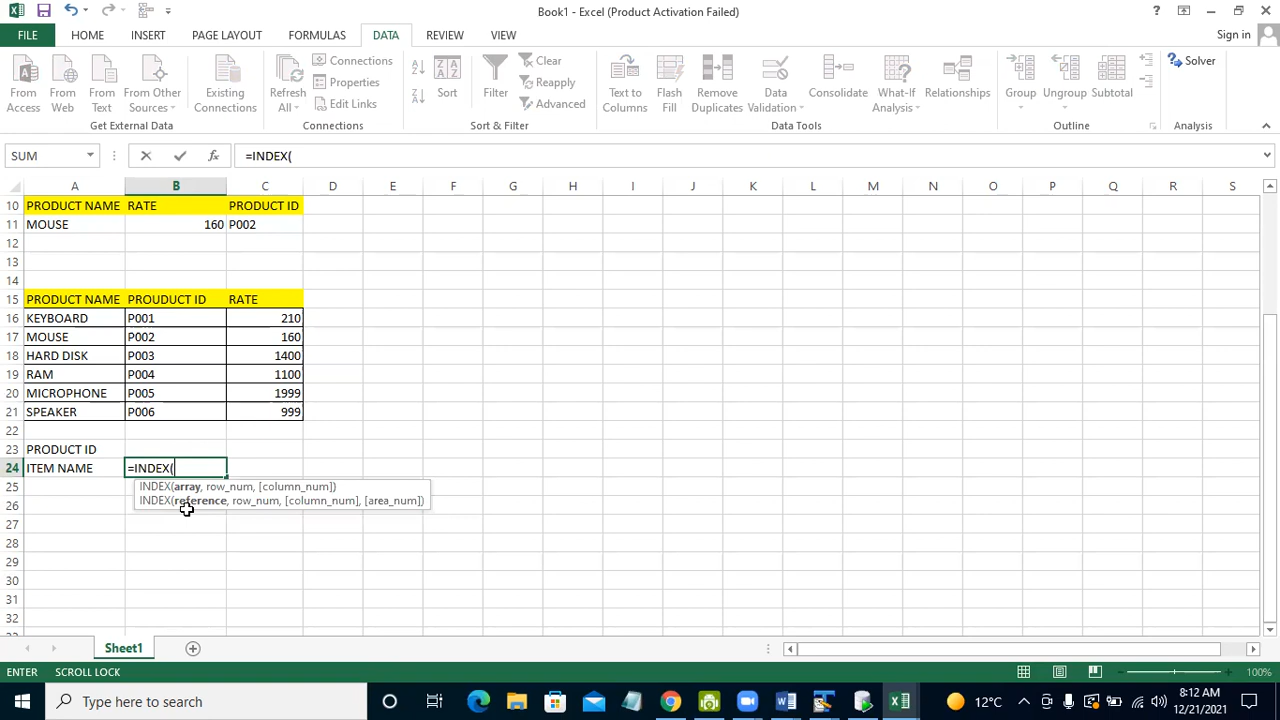 Book1 - Excel (Product Activation Failed)
FILE HOME INSERT PAGE LAYOUT FORMULAS DATA REVIEW VIEW Sign in
From Access
From Web
From Text
From Other Sources
Existing Connections
Get External Data
Refresh All
Connections
Properties
Edit Links
Connections
Sort
Filter
Clear
Reapply
Advanced
Sort & Filter
Text to Columns
Flash Fill
Remove Duplicates
Data Validation
Consolidate
What-If Analysis
Relationships
Data Tools
Group
Ungroup
Subtotal
Outline
Solver
Analysis
SUM =INDEX(
A B C D E F G H I J K L M N O P Q R S
10 PRODUCT NAME RATE PRODUCT ID
11 MOUSE 160 P002
12
13
14
15 PRODUCT NAME PROUDUCT ID RATE
16 KEYBOARD P001 210
17 MOUSE P002 160
18 HARD DISK P003 1400
19 RAM P004 1100
20 MICROPHONE P005 1999
21 SPEAKER P006 999
22
23 PRODUCT ID
24 ITEM NAME =INDEX(
25 INDEX(array, row_num, [column_num])
26 INDEX(reference, row_num, [column_num], [area_num])
27
28
29
30
31
32
Sheet1
ENTER SCROLL LOCK 100%
Type here to search 12°C 8:12 AM
12/21/2021